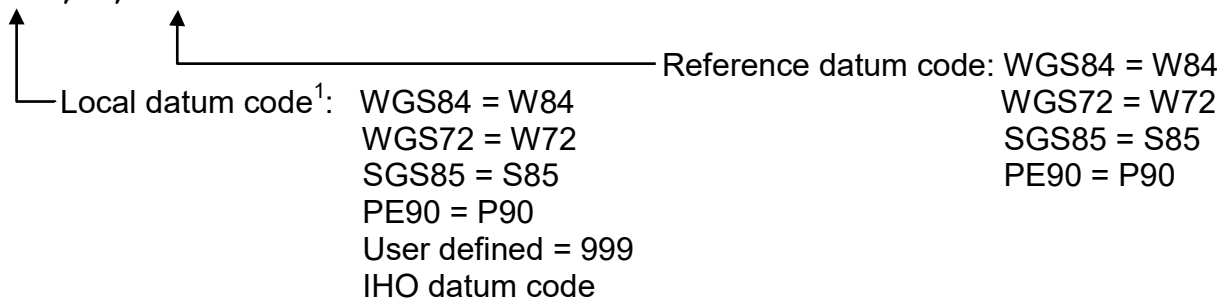 Reference datum code: WGS84 = W84
Local datum code¹: WGS84 = W84 WGS72 = W72
WGS72 = W72 SGS85 = S85
SGS85 = S85 PE90 = P90
PE90 = P90
User defined = 999
IHO datum code